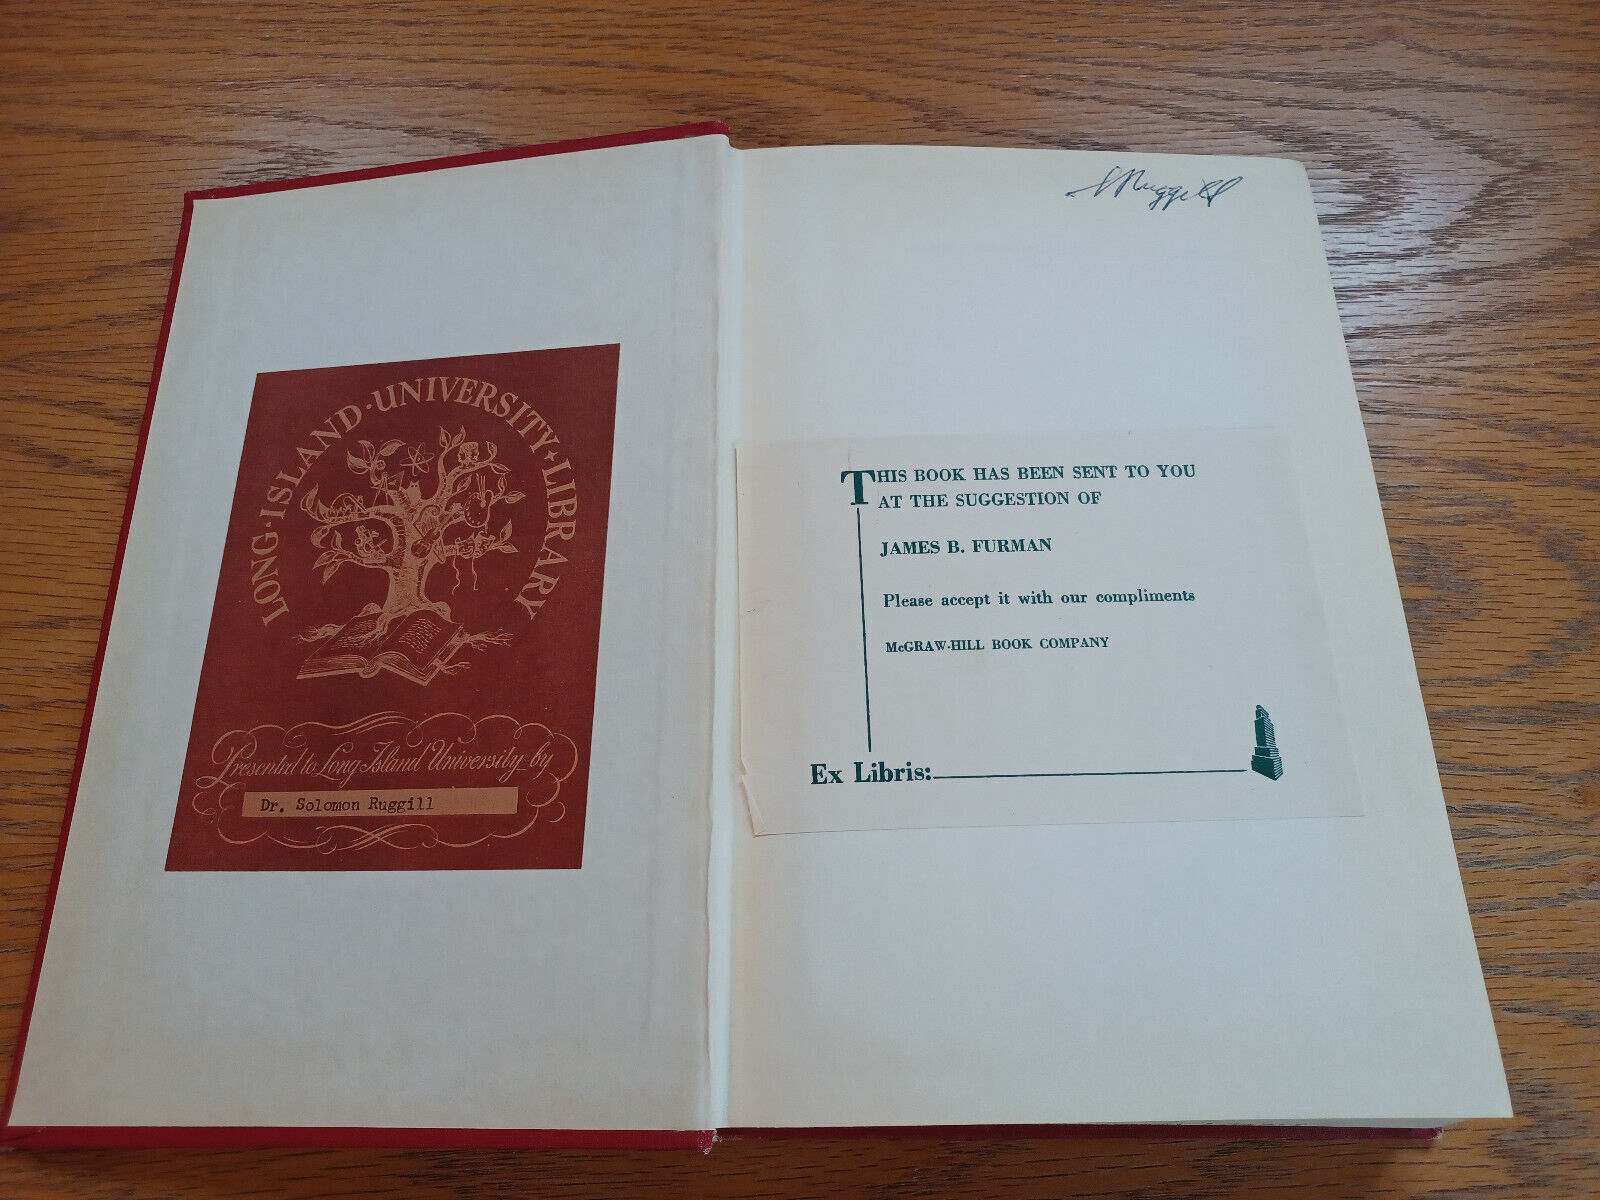 LONG·ISLAND·UNIVERSITY★LIBRARY
Presented to Long Island University by
Dr. Solomon Ruggill
SRuggill
THIS BOOK HAS BEEN SENT TO YOU
AT THE SUGGESTION OF
JAMES B. FURMAN
Please accept it with our compliments
McGRAW-HILL BOOK COMPANY
Ex Libris: